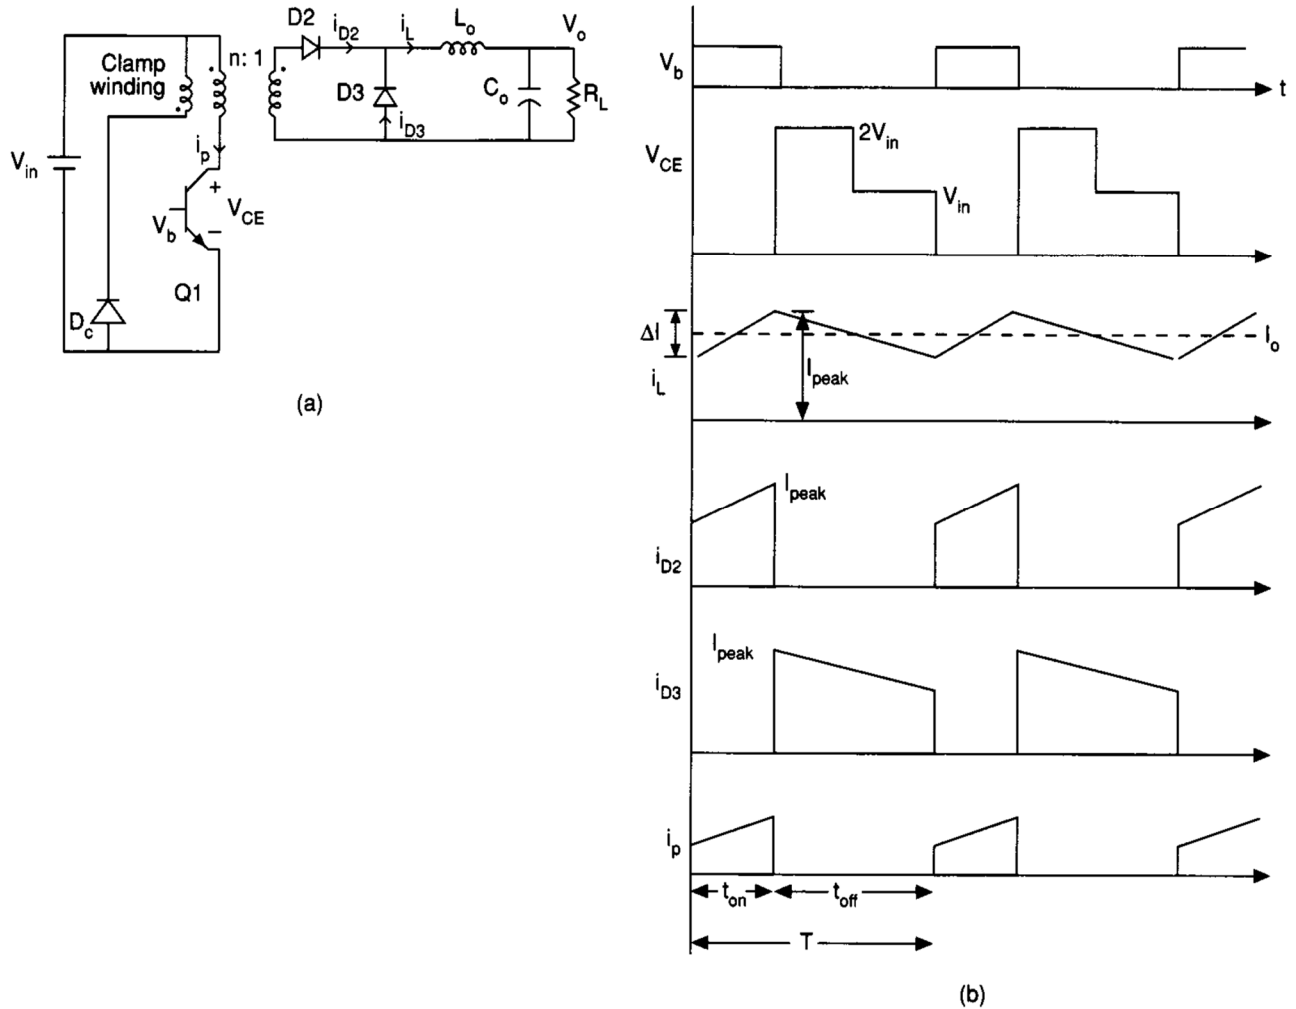 D2
i_D2
i_L
L_o
V_o
Clamp
winding
n: 1
D3
C_o
R_L
i_D3
V_in
i_p
+
V_CE
V_b
−
Q1
D_c
(a)
V_b
t
V_CE
2V_in
V_in
ΔI
I_o
i_L
I_peak
I_peak
i_D2
I_peak
i_D3
i_p
t_on
t_off
T
(b)